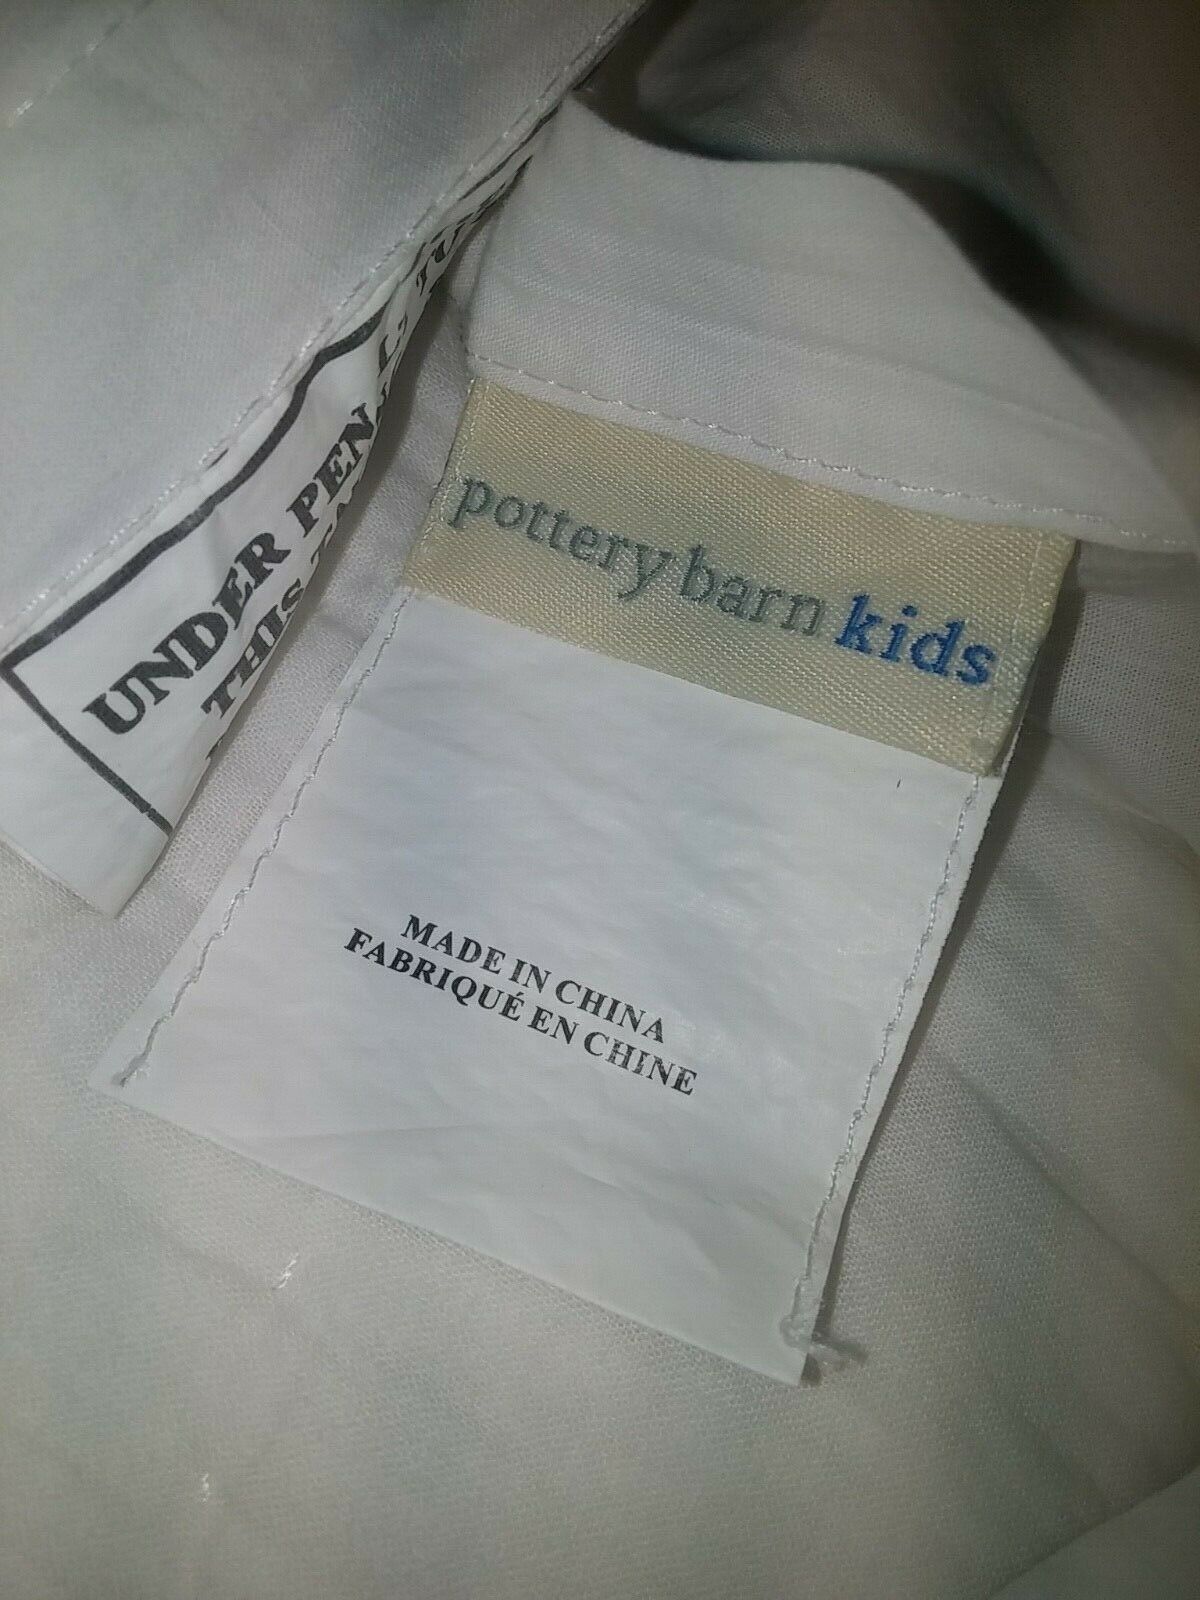 pottery barn kids
MADE IN CHINA
FABRIQUÉ EN CHINE
UNDER PEN
THIS